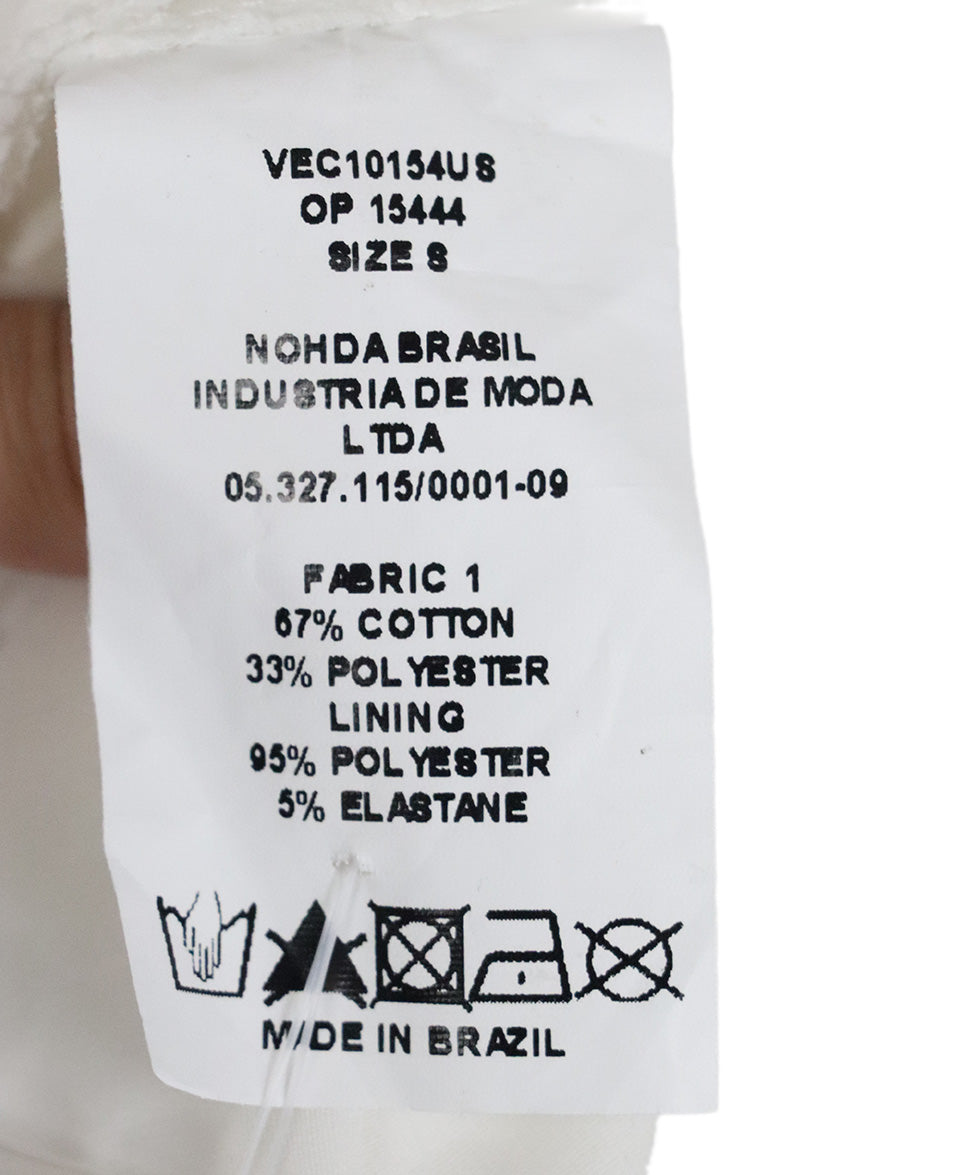 VEC10154US
OP 15444
SIZE S
NOHDA BRASIL
INDUSTRIA DE MODA
LTDA
05.327.115/0001-09
FABRIC 1
67% COTTON
33% POLYESTER
LINING
95% POLYESTER
5% ELASTANE
MADE IN BRAZIL